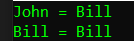 John = Bill
Bill = Bill